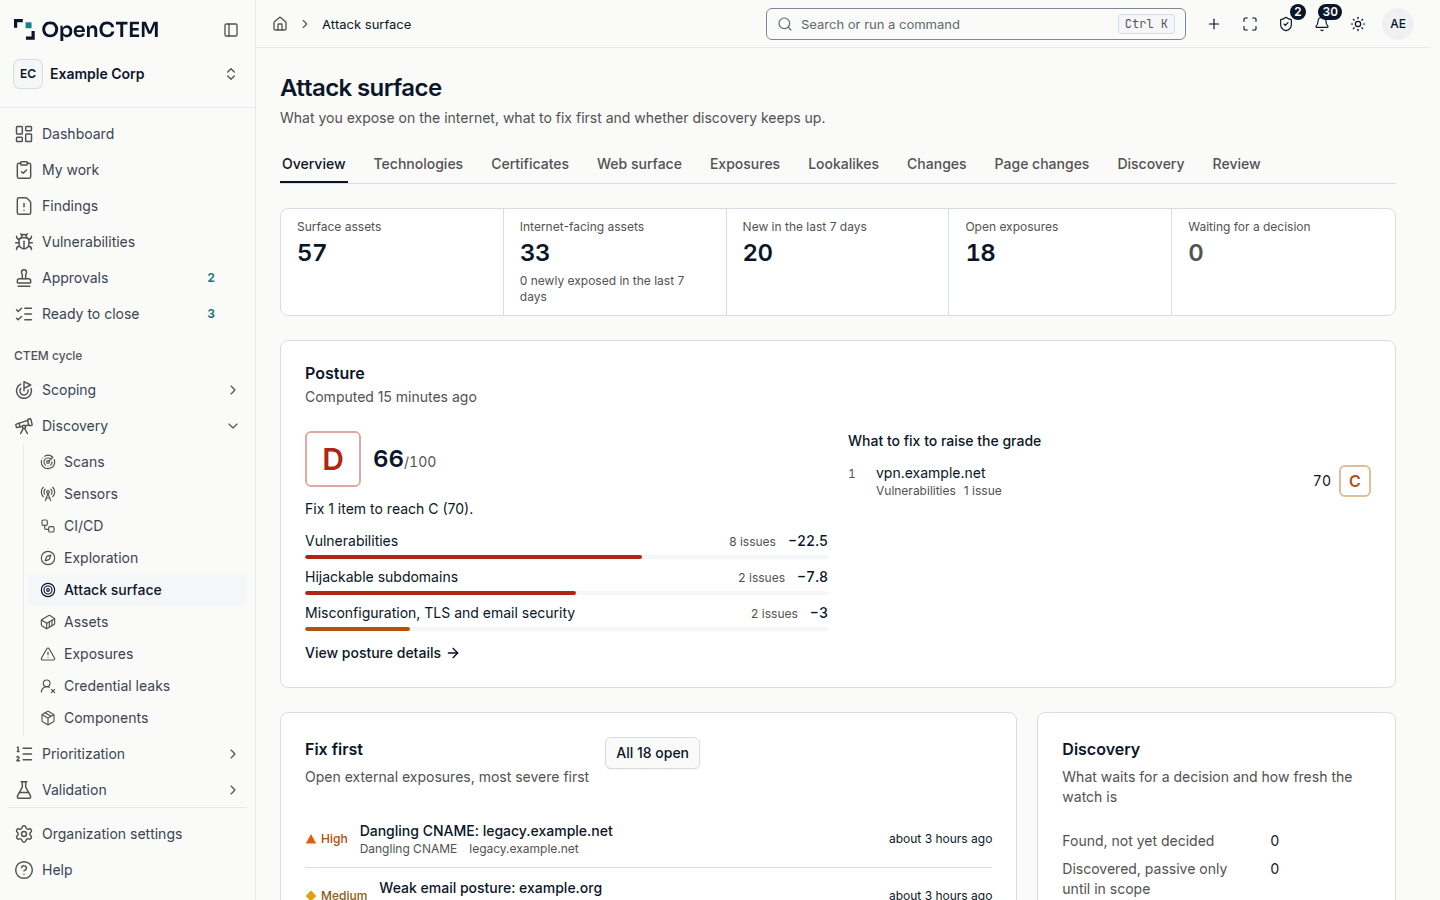 OpenCTEM
EC Example Corp
Dashboard
My work
Findings
Vulnerabilities
Approvals 2
Ready to close 3
CTEM cycle
Scoping
Discovery
Scans
Sensors
CI/CD
Exploration
Attack surface
Assets
Exposures
Credential leaks
Components
Prioritization
Validation
Organization settings
Help
Attack surface
Search or run a command Ctrl K
2
30
AE
Attack surface
What you expose on the internet, what to fix first and whether discovery keeps up.
Overview Technologies Certificates Web surface Exposures Lookalikes Changes Page changes Discovery Review
Surface assets
57
Internet-facing assets
33
0 newly exposed in the last 7
days
New in the last 7 days
20
Open exposures
18
Waiting for a decision
0
Posture
Computed 15 minutes ago
D 66/100
Fix 1 item to reach C (70).
Vulnerabilities 8 issues −22.5
Hijackable subdomains 2 issues −7.8
Misconfiguration, TLS and email security 2 issues −3
View posture details
What to fix to raise the grade
1 vpn.example.net 70 C
Vulnerabilities 1 issue
Fix first
Open external exposures, most severe first
All 18 open
High Dangling CNAME: legacy.example.net about 3 hours ago
Dangling CNAME legacy.example.net
Medium Weak email posture: example.org about 3 hours ago
Discovery
What waits for a decision and how fresh the
watch is
Found, not yet decided 0
Discovered, passive only 0
until in scope